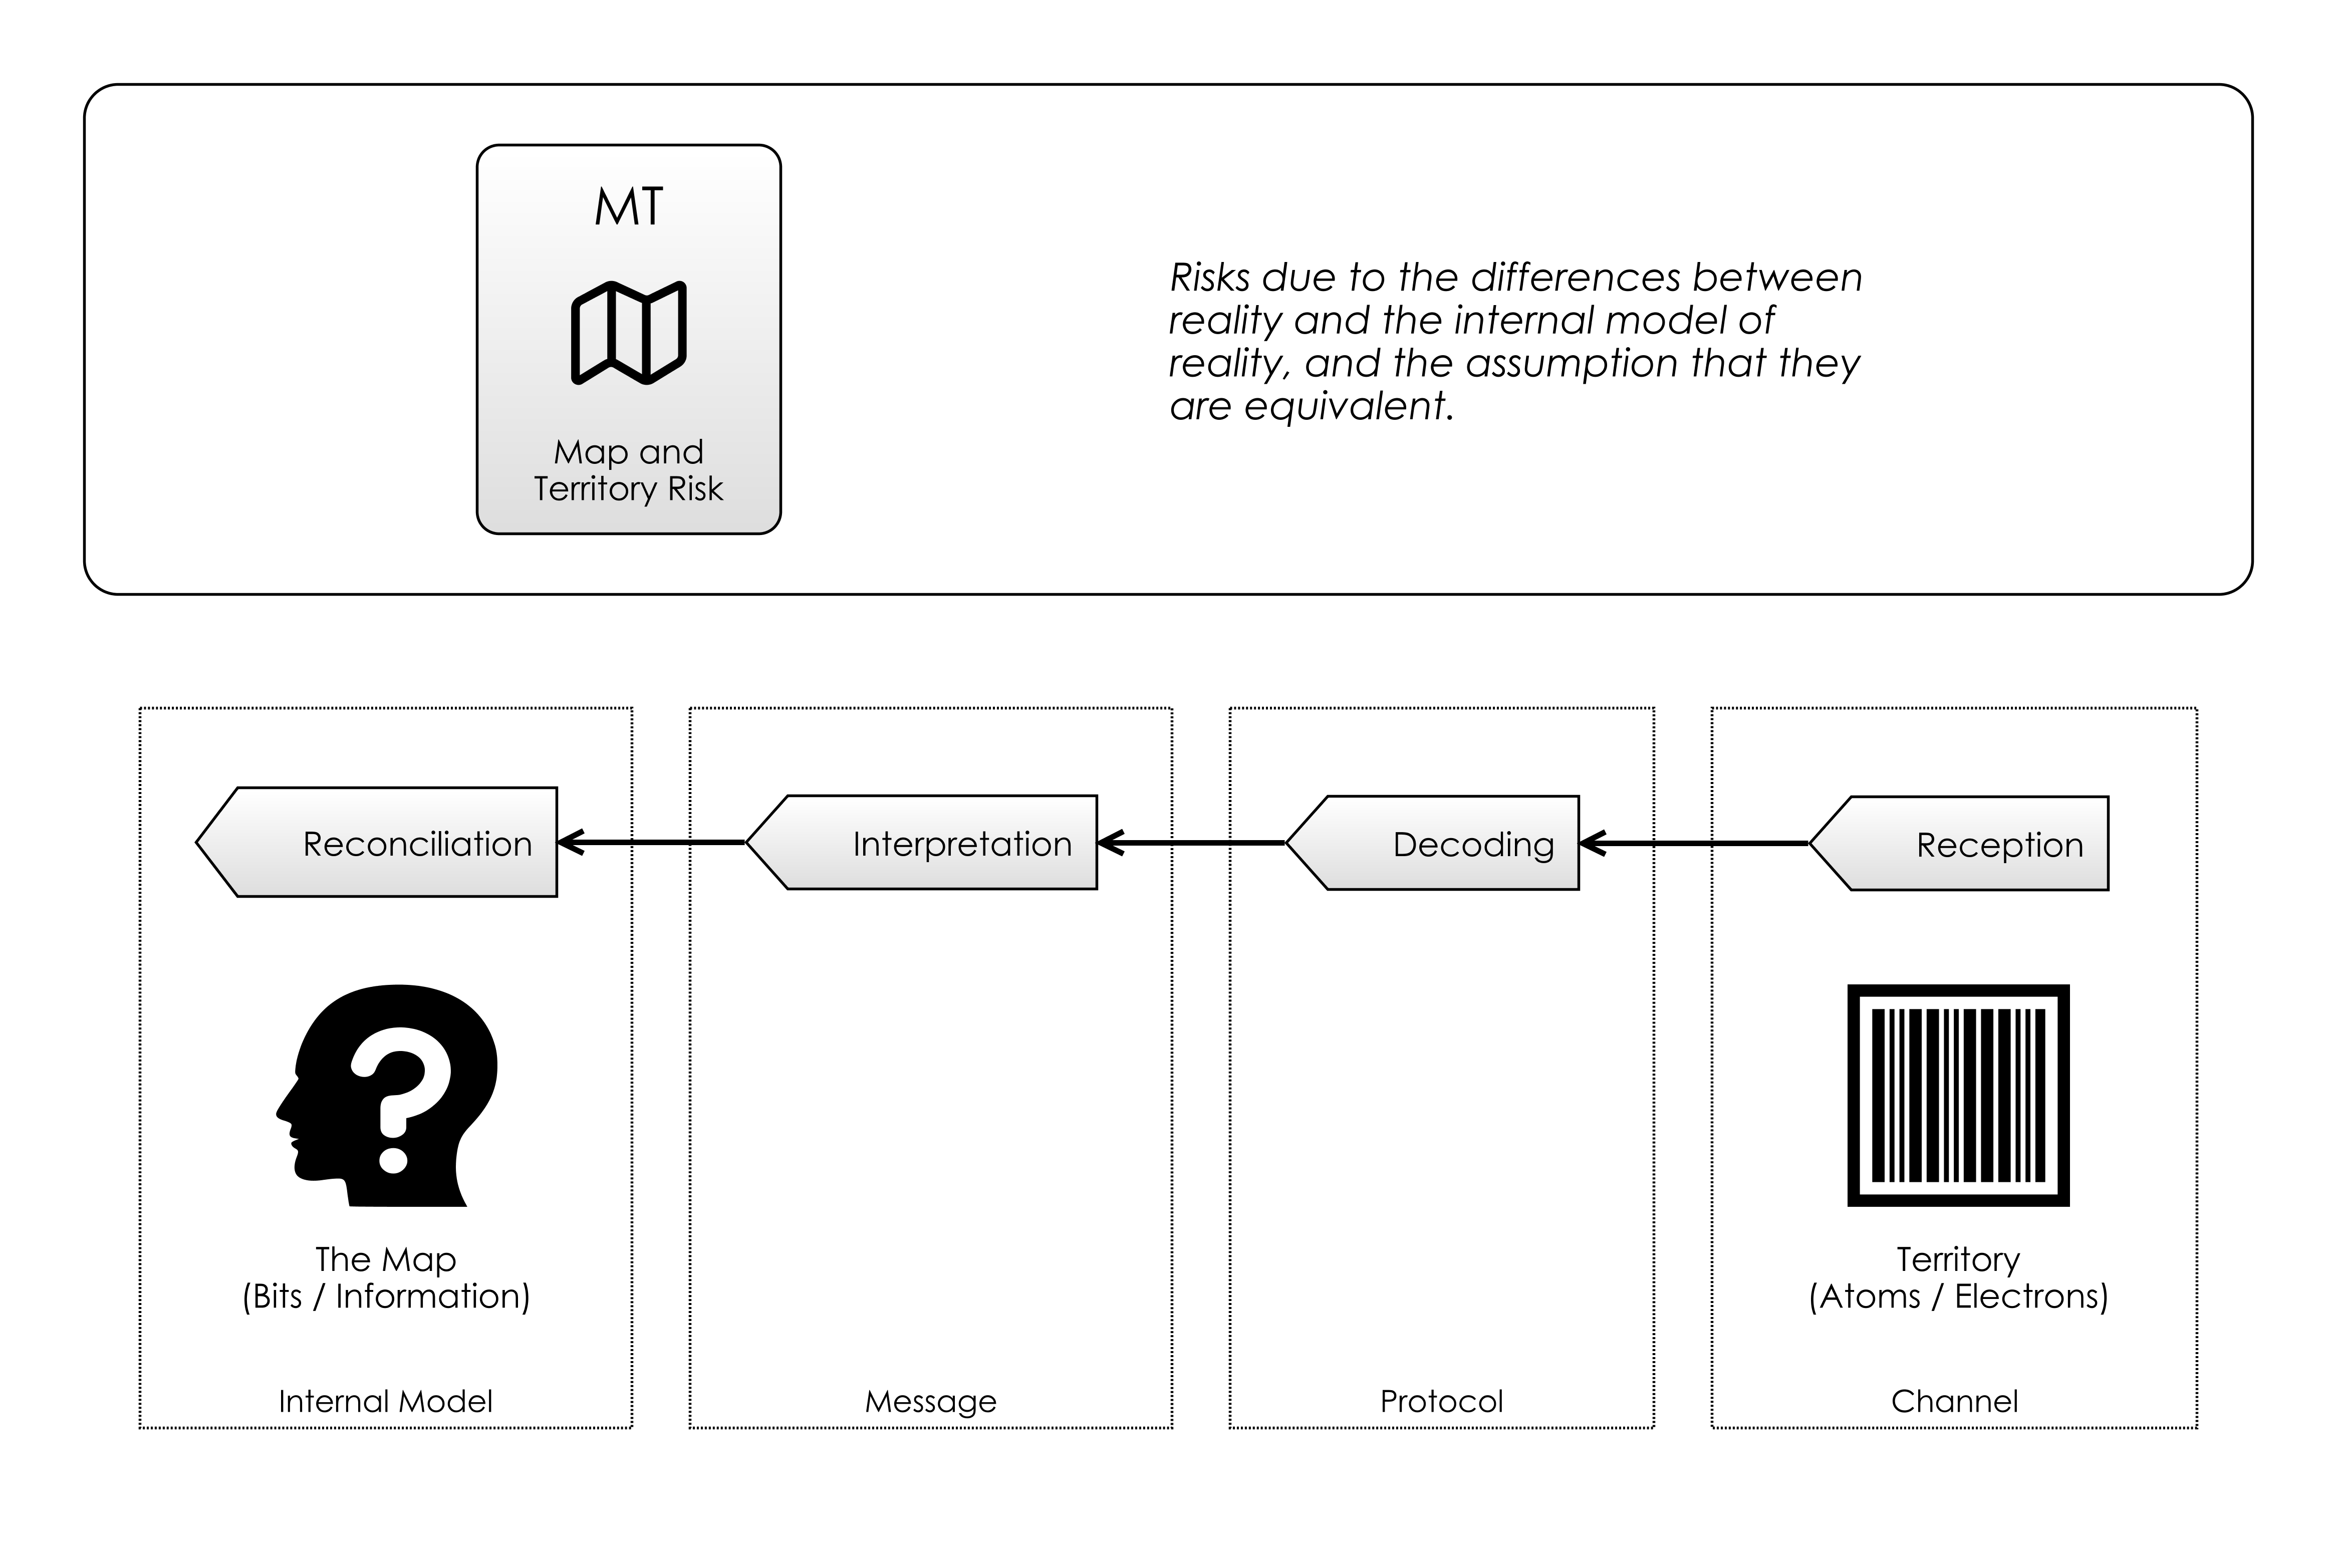 MT
Map and
Territory Risk
Risks due to the differences between
reality and the internal model of
reality, and the assumption that they
are equivalent.
Reconciliation
Interpretation
Decoding
Reception
The Map
(Bits / Information)
Territory
(Atoms / Electrons)
Internal Model
Message
Protocol
Channel